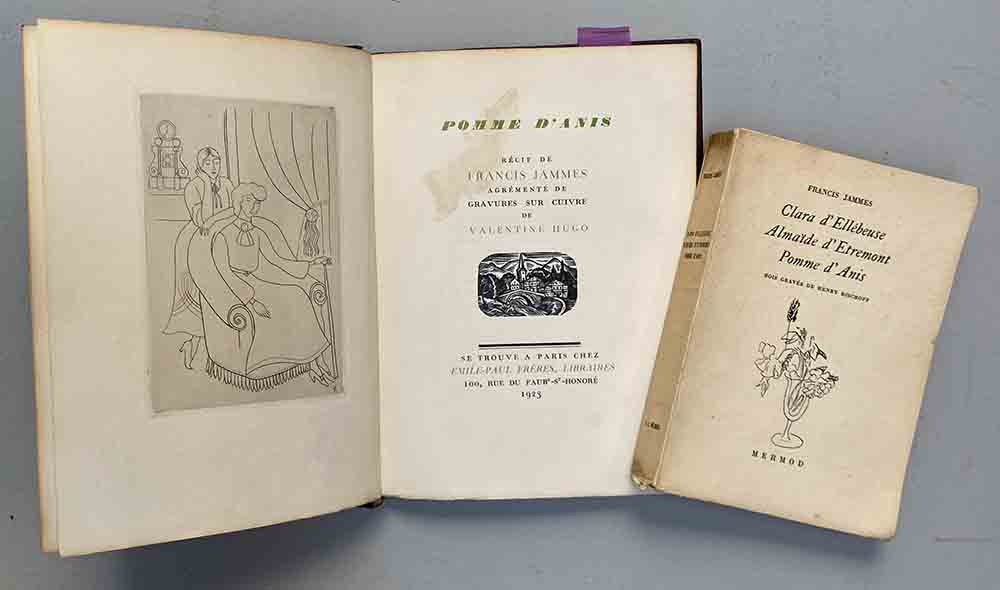 POMME D'ANIS
RÉCIT DE
FRANCIS JAMMES
AGRÉMENTÉ DE
GRAVURES SUR CUIVRE
DE
VALENTINE HUGO
SE TROUVE A PARIS CHEZ
EMILE-PAUL FRÈRES, LIBRAIRES
100, RUE DU FAUBG-ST-HONORÉ
1923
FRANCIS JAMMES
Clara d'Ellébeuse
Almaïde d'Etremont
Pomme d'Anis
BOIS GRAVÉS DE HENRY BISCHOFF
MERMOD